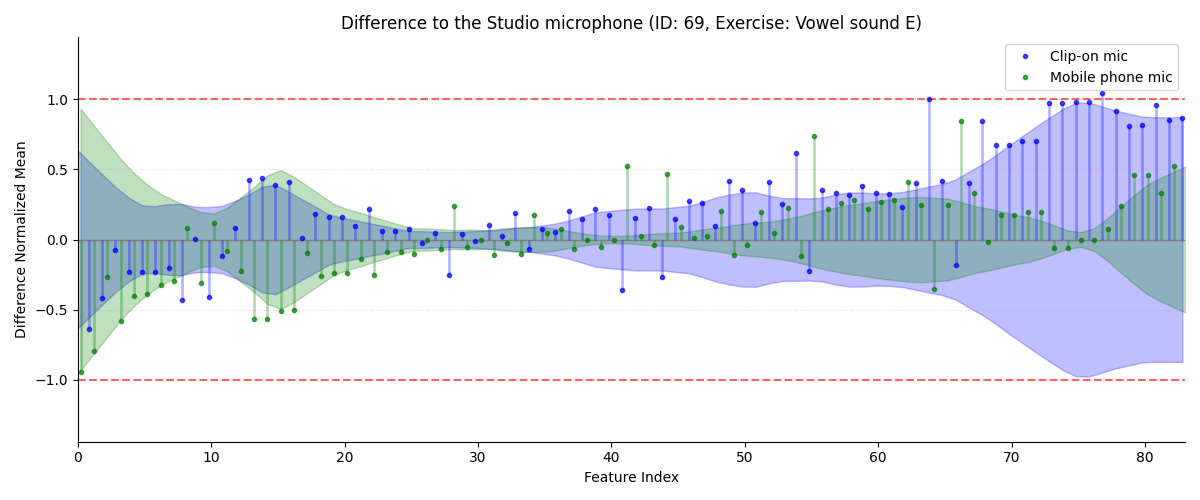 Difference to the Studio microphone (ID: 69, Exercise: Vowel sound E)
Clip-on mic
Mobile phone mic
Difference Normalized Mean
1.0
0.5
0.0
−0.5
−1.0
0 10 20 30 40 50 60 70 80
Feature Index